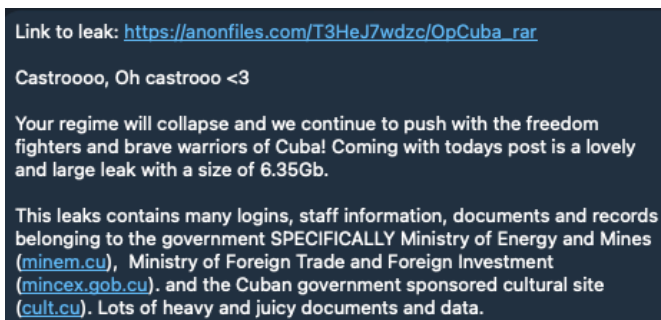 Link to leak: https://anonfiles.com/T3HeJ7wdzc/OpCuba_rar
Castroooo, Oh castrooo <3
Your regime will collapse and we continue to push with the freedom
fighters and brave warriors of Cuba! Coming with todays post is a lovely
and large leak with a size of 6.35Gb.
This leaks contains many logins, staff information, documents and records
belonging to the government SPECIFICALLY Ministry of Energy and Mines
(minem.cu),  Ministry of Foreign Trade and Foreign Investment
(mincex.gob.cu). and the Cuban government sponsored cultural site
(cult.cu). Lots of heavy and juicy documents and data.